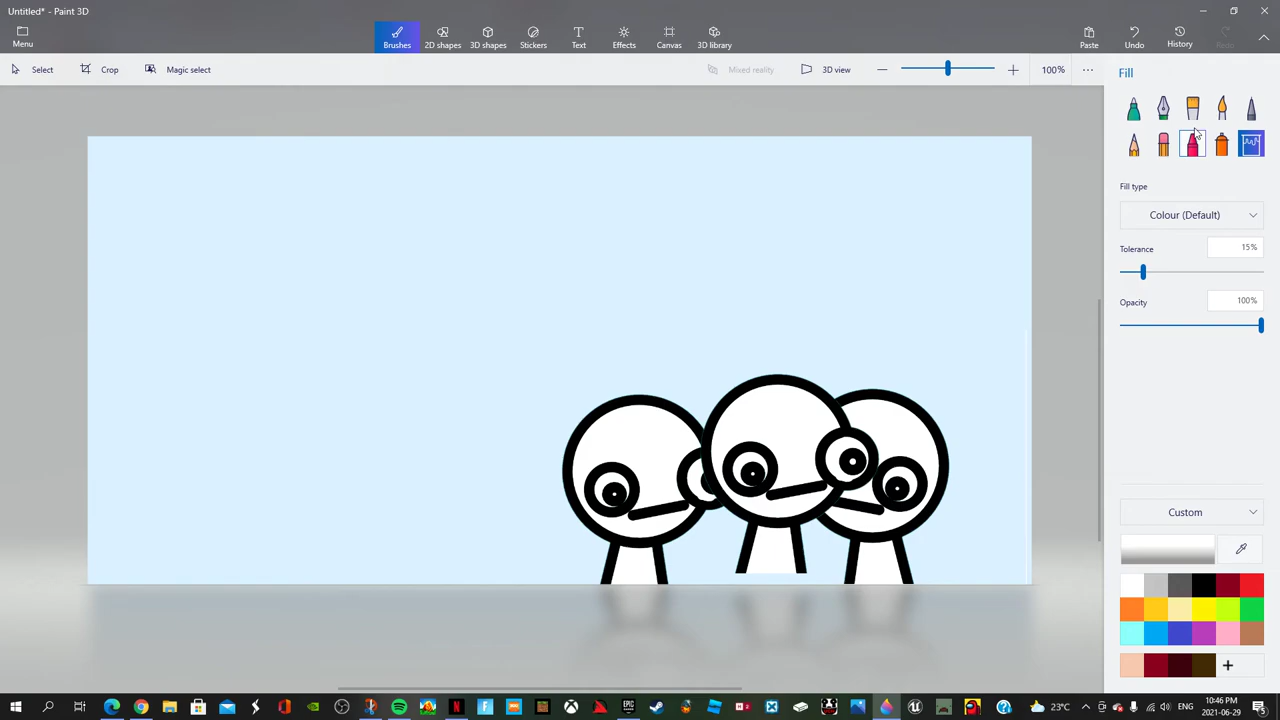 Untitled* - Paint 3D
Menu
Brushes
2D shapes
3D shapes
Stickers
Text
Effects
Canvas
3D library
Paste
Undo
History
Redo
Select
Crop
Magic select
Mixed reality
3D view
100%
Fill
Fill type
Colour (Default)
Tolerance
15%
Opacity
100%
Custom
23°C
ENG
10:46 PM
2021-06-29